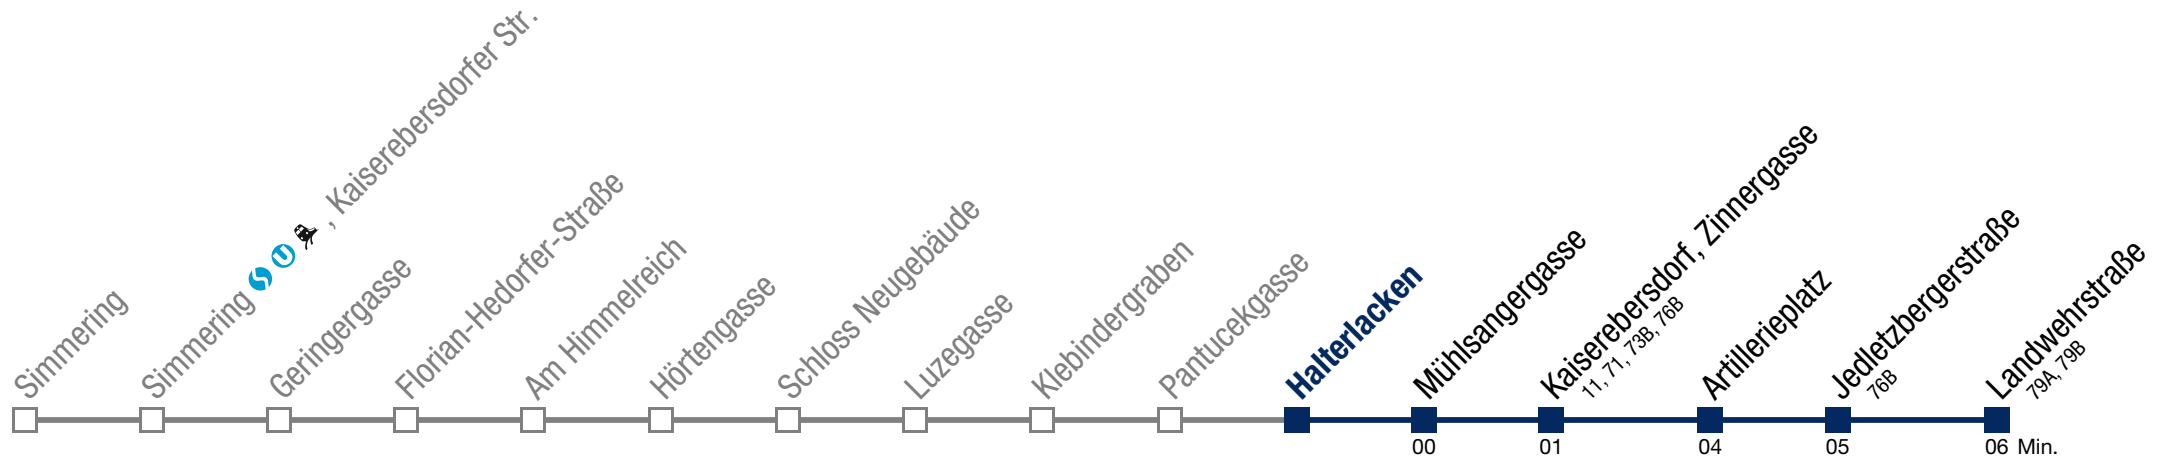 Simmering
Simmering , Kaiserebersdorfer Str.
Geringergasse
Florian-Hedorfer-Straße
Am Himmelreich
Hörtengasse
Schloss Neugebäude
Luzegasse
Klebindergraben
Pantucekgasse
Halterlacken
Mühlsangergasse
Kaiserebersdorf, Zinnergasse
11, 71, 73B, 76B
Artillerieplatz
Jedletzbergerstraße
76B
Landwehrstraße
79A, 79B
00 01 04 05 06 Min.